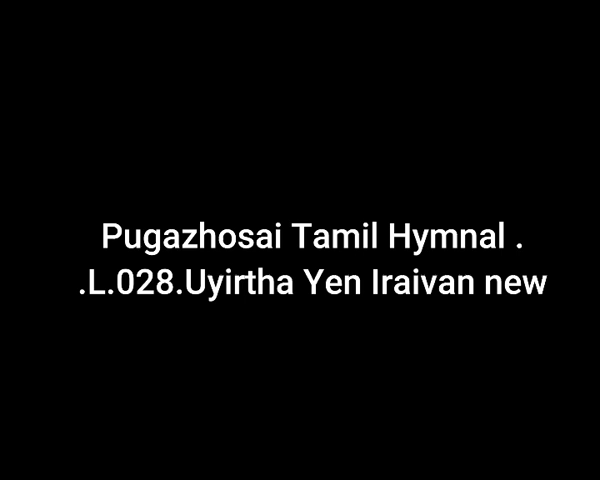 Pugazhosai Tamil Hymnal .
.L.028.Uyirtha Yen Iraivan new